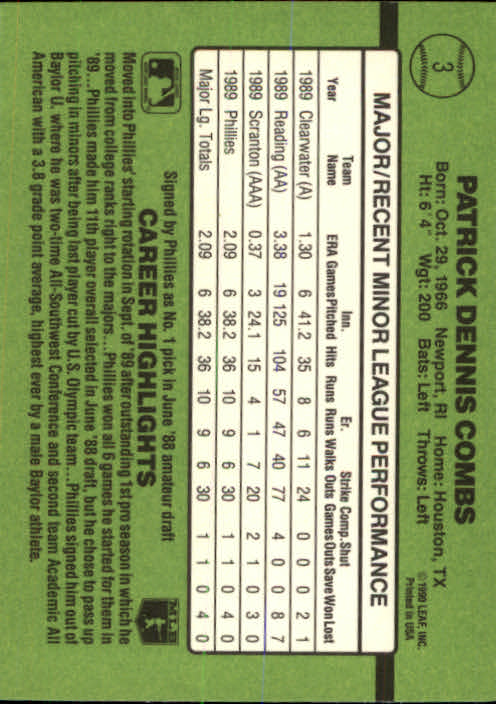 3
PATRICK DENNIS COMBS
© 1990 LEAF, INC.
Printed in USA
Born: Oct. 29, 1966 Newport, RI Home: Houston, TX
Ht: 6'4" Wgt: 200 Bats: Left Throws: Left
MAJOR/RECENT MINOR LEAGUE PERFORMANCE
Team Inn. Er. Strike Comp. Shut
Year Name ERA Games Pitched Hits Runs Runs Walks Outs Games Outs Save Won Lost
1989 Clearwater (A) 1.30 6 41.2 35 8 6 11 24 0 0 0 2 1
1989 Reading (AA) 3.38 19 125 104 57 47 40 77 4 0 0 8 7
1989 Scranton (AAA) 0.37 3 24.1 15 4 1 7 20 2 1 0 3 0
1989 Phillies 2.09 6 38.2 36 10 9 6 30 1 1 0 4 0
Major Lg. Totals 2.09 6 38.2 36 10 9 6 30 1 1 0 4 0
Signed by Phillies as No. 1 pick in June '88 amateur draft
CAREER HIGHLIGHTS
MLB
Moved into Phillies' starting rotation in Sept. of '89 after outstanding 1st pro season in which he
moved from college ranks right to the majors...Phillies won all 6 games he started for them in
'89...Phillies made him 11th player overall selected in June '88 draft, but he chose to pass up
pitching in minors after being last player cut by U.S. Olympic team...Phillies signed him out of
Baylor U. where he was two-time All-Southwest Conference and second team Academic All
American with a 3.8 grade point average, highest ever by a male Baylor athlete.